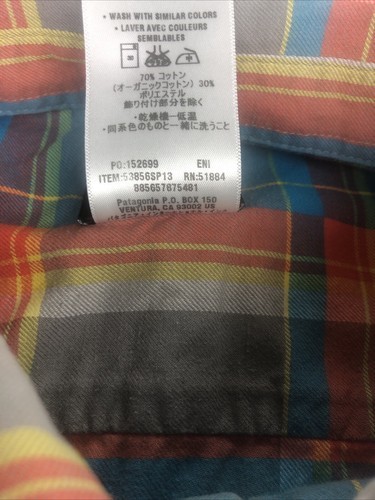 • WASH WITH SIMILAR COLORS
• LAVER AVEC COULEURS
SEMBLABLES
70% コットン
(オーガニックコットン) 30%
ポリエステル
飾り付け部分を除く
・乾燥機ー低温
・同系色のものと一緒に洗うこと
PO:152699 ENI
ITEM:53856SP13 RN:51884
885657675481
Patagonia P.O. BOX 150
VENTURA, CA 93002 US